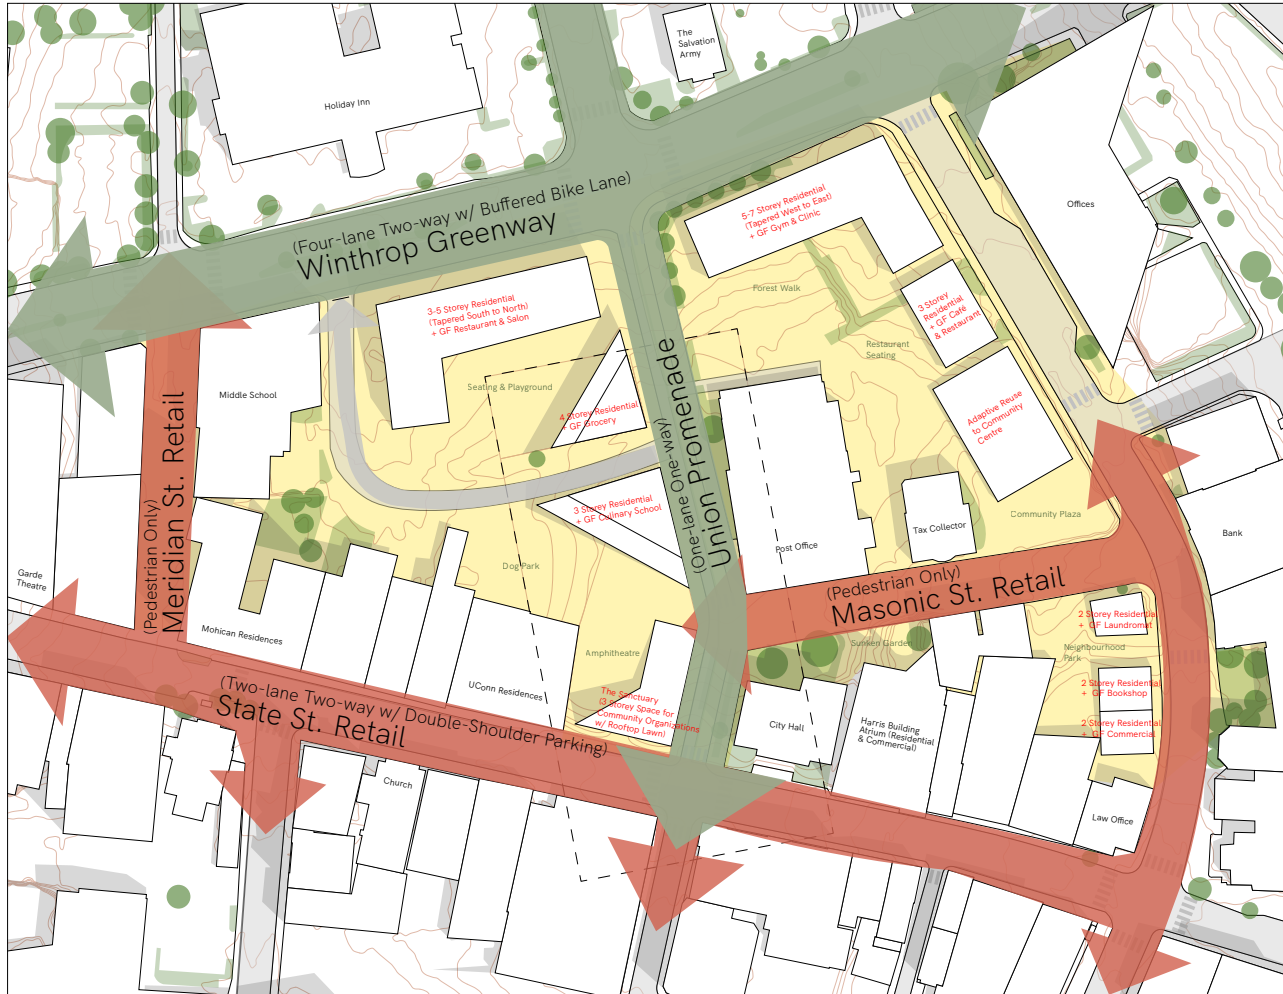 The
Salvation
Army
Holiday Inn
Offices
(Four-lane Two-way w/ Buffered Bike Lane)
Winthrop Greenway
5-7 Storey Residential
(Tapered West to East)
+ GF Gym & Clinic
Forest Walk
3 Storey
Residential
+ GF Café
& Restaurant
3-5 Storey Residential
(Tapered South to North)
+ GF Restaurant & Salon
Restaurant
Seating
Middle School
Seating & Playground
4 Storey Residential
+ GF Grocery
Adaptive Reuse
to Community
Centre
(One-lane One-way)
Union Promenade
(Pedestrian Only)
Meridian St. Retail
3 Storey Residential
+ GF Culinary School
Community Plaza
Tax Collector
Bank
Post Office
Dog Park
Garde
Theatre
(Pedestrian Only)
Masonic St. Retail
2 Storey Residential
+ GF Laundromat
Mohican Residences
Sunken Garden
Neighbourhood
Park
Amphitheatre
UConn Residences
2 Storey Residential
+ GF Bookshop
The Sanctuary
(3 Storey Space for
Community Organizations
w/ Rooftop Lawn)
(Two-lane Two-way w/ Double-Shoulder Parking)
State St. Retail
City Hall
Harris Building
Atrium (Residential
& Commercial)
2 Storey Residential
+ GF Commercial
Church
Law Office